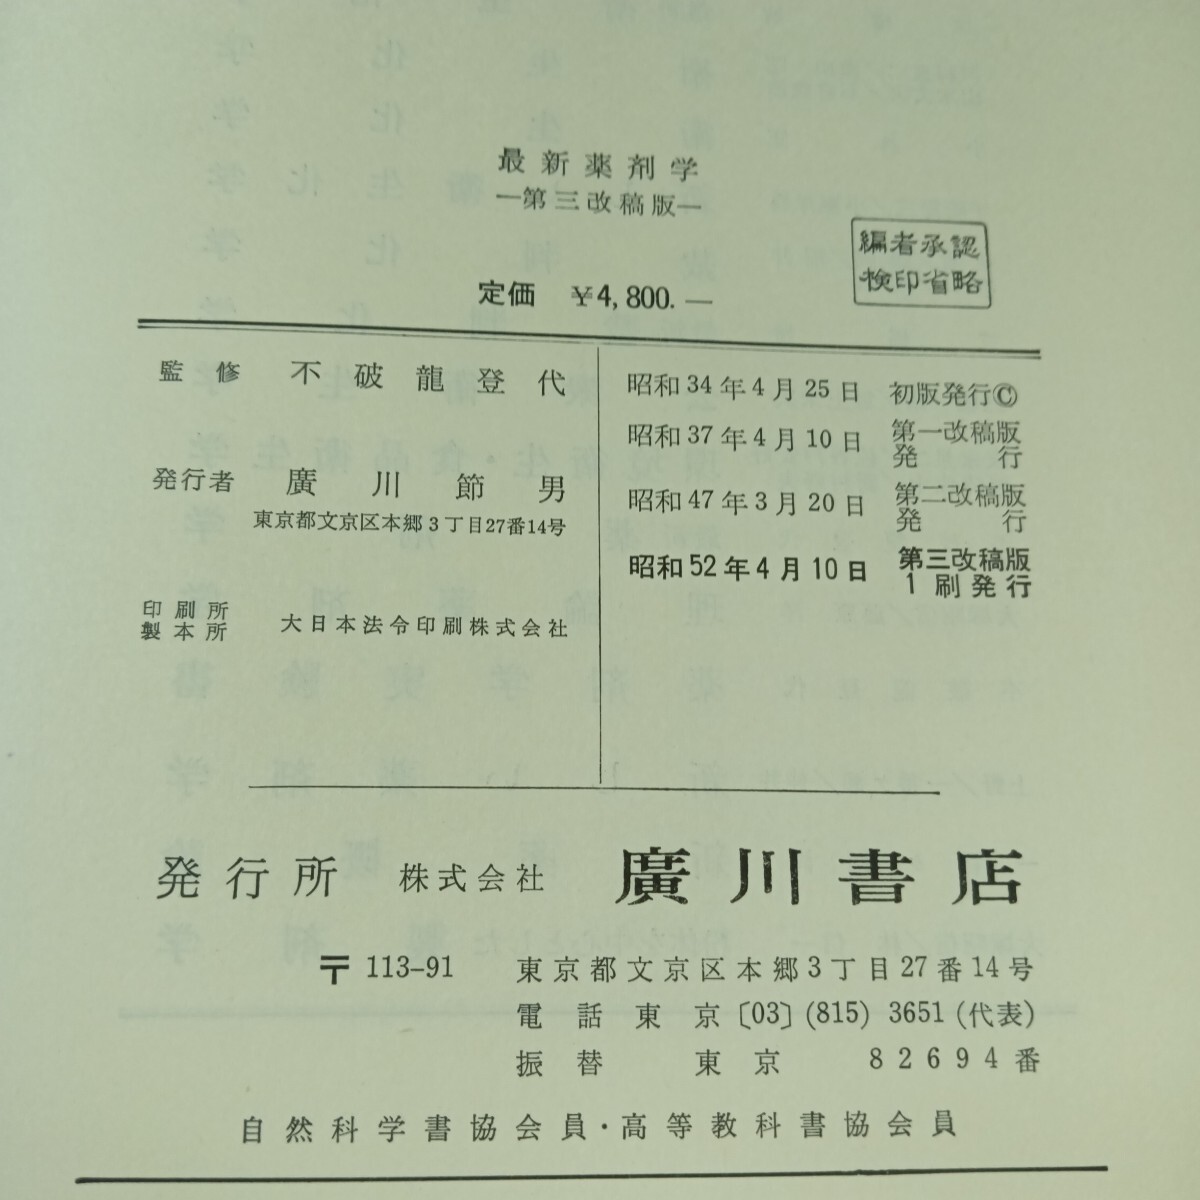 最新薬剤学
―第三改稿版―
編者承認
検印省略
定価 ￥4,800.―
監修 不破龍登代
発行者 廣川節男
東京都文京区本郷3丁目27番14号
印刷所
製本所 大日本法令印刷株式会社
昭和34年4月25日 初版発行©
昭和37年4月10日 第一改稿版
発行
昭和47年3月20日 第二改稿版
発行
昭和52年4月10日 第三改稿版
1刷発行
発行所 株式会社 廣川書店
〒113-91 東京都文京区本郷3丁目27番14号
電話東京〔03〕(815) 3651 (代表)
振替 東京 82694番
自然科学書協会員・高等教科書協会員